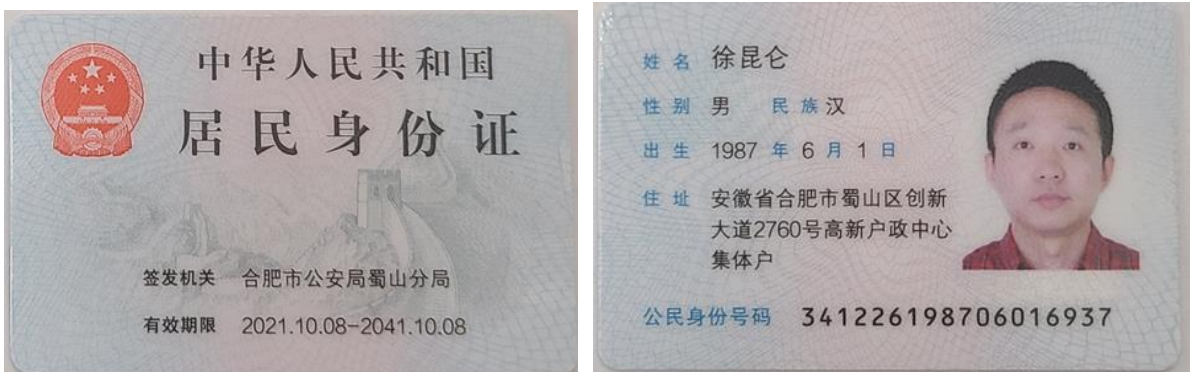 中华人民共和国
居民身份证
签发机关 合肥市公安局蜀山分局
有效期限 2021.10.08-2041.10.08
姓名 徐昆仑
性别 男 民族 汉
出生 1987 年 6 月 1 日
住址 安徽省合肥市蜀山区创新
大道2760号高新户政中心
集体户
公民身份号码 341226198706016937